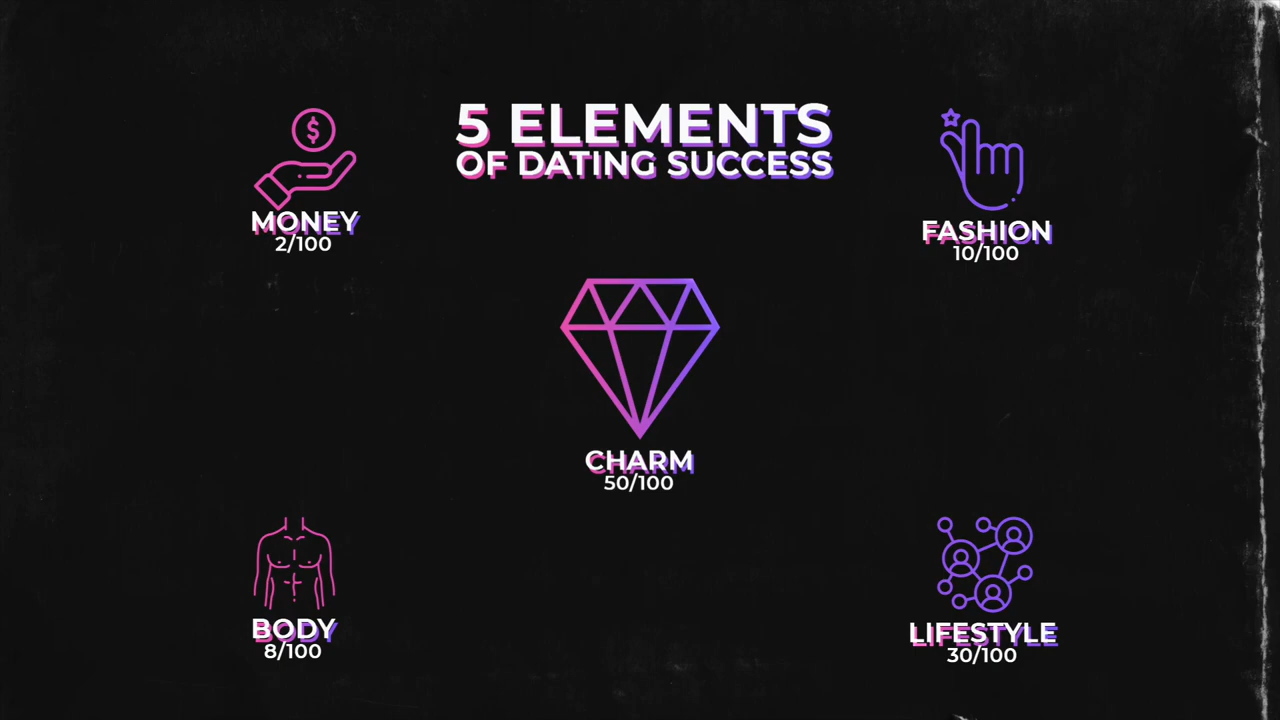 5 ELEMENTS
OF DATING SUCCESS
MONEY
2/100
FASHION
10/100
CHARM
50/100
BODY
8/100
LIFESTYLE
30/100